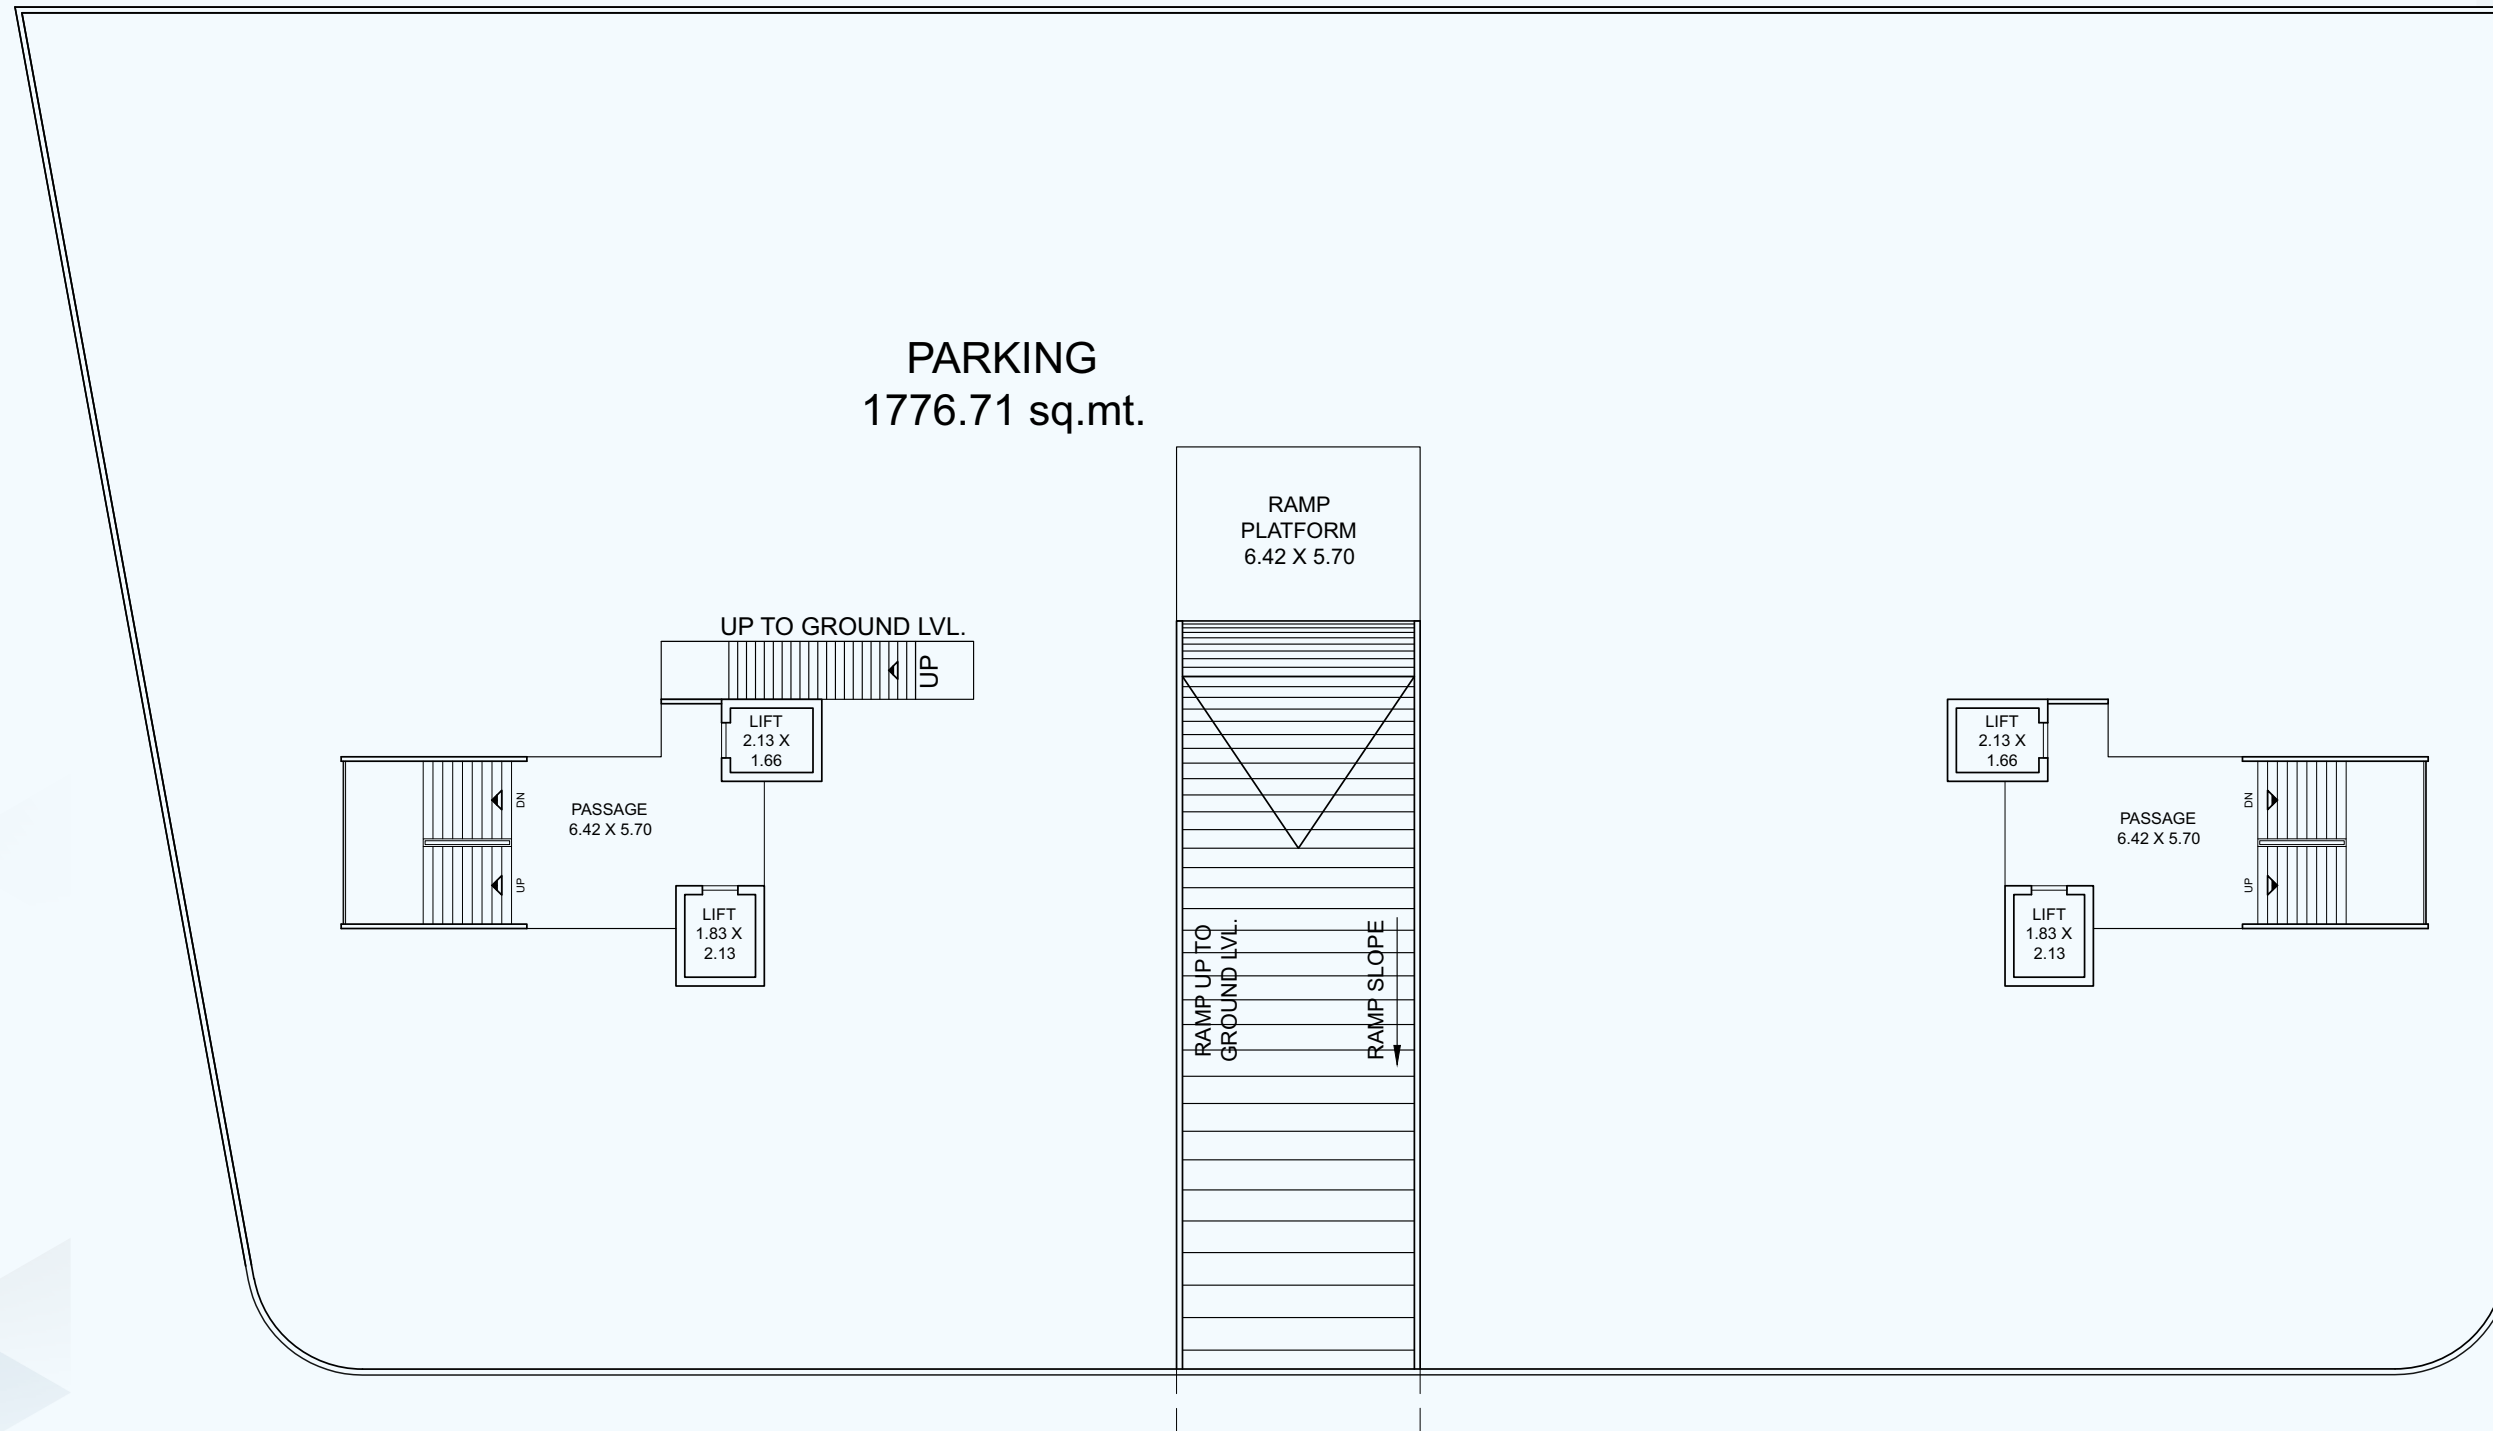 PARKING
1776.71 sq.mt.
RAMP
PLATFORM
6.42 X 5.70
UP TO GROUND LVL.
UP
LIFT
2.13 X
1.66
DN
PASSAGE
6.42 X 5.70
UP
LIFT
1.83 X
2.13
RAMP UP TO
GROUND LVL.
RAMP SLOPE
LIFT
2.13 X
1.66
PASSAGE
6.42 X 5.70
DN
UP
LIFT
1.83 X
2.13